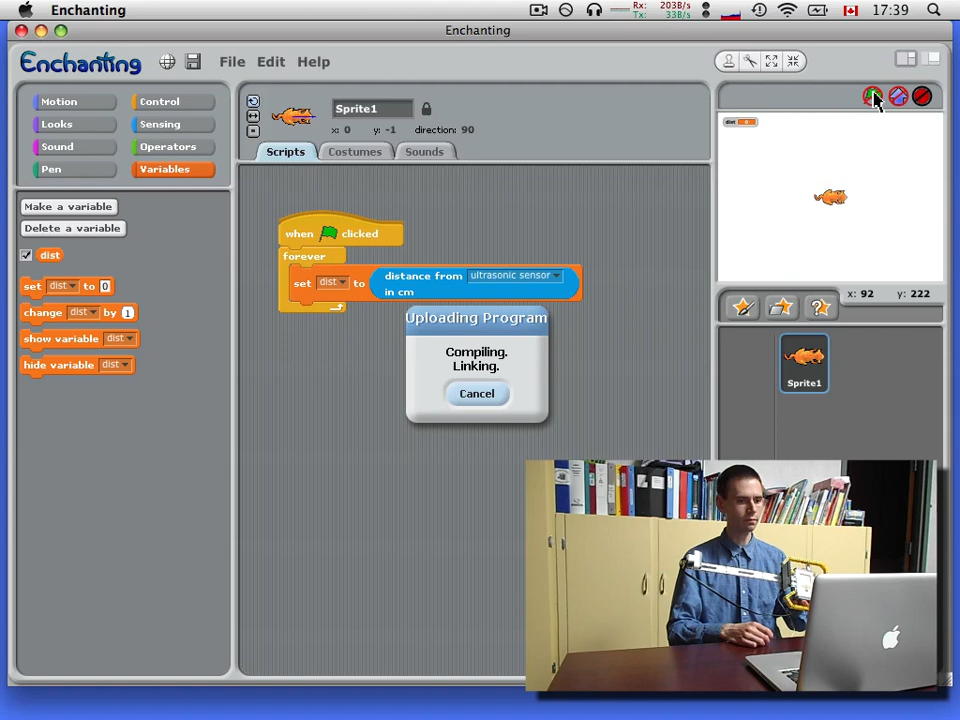 Enchanting
Rx: 203B/s
Tx: 33B/s
17:39
Enchanting
Enchanting
File Edit Help
Motion Control
Looks Sensing
Sound Operators
Pen Variables
Make a variable
Delete a variable
dist
set dist to 0
change dist by 1
show variable dist
hide variable dist
Sprite1
x: 0 y: -1 direction: 90
Scripts Costumes Sounds
when clicked
forever
set dist to distance from ultrasonic sensor
in cm
Uploading Program
Compiling.
Linking.
Cancel
dist 0
x: 92 y: 222
Sprite1